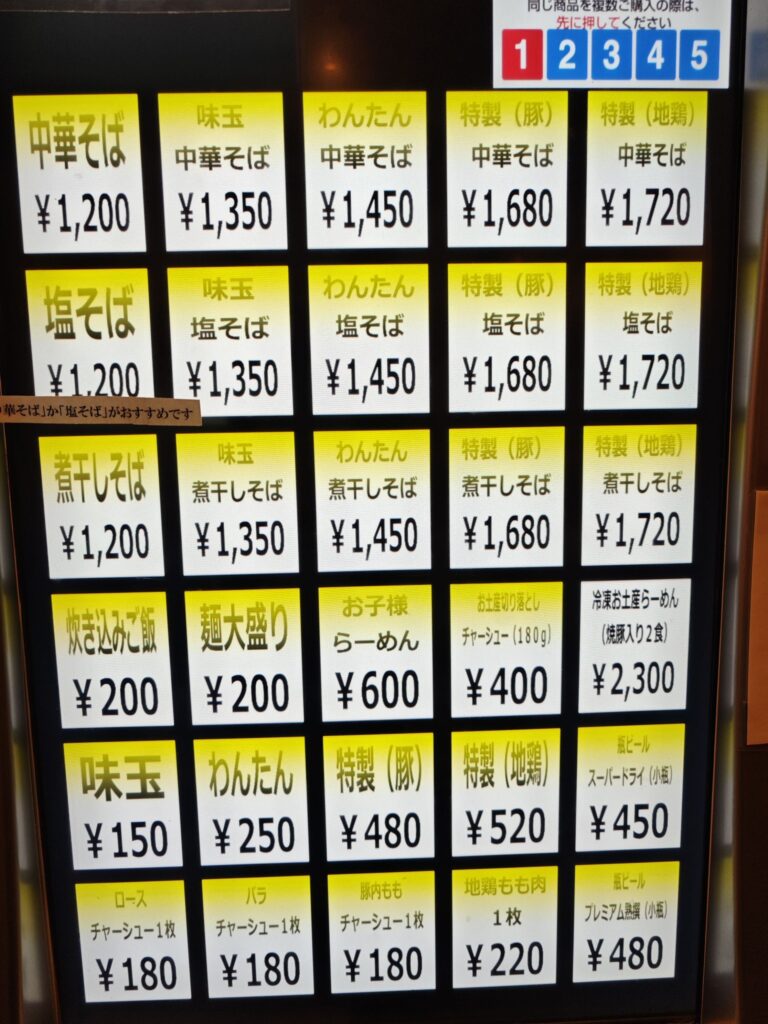 同じ商品を複数ご購入の際は、
先に押してください
1 2 3 4 5
中華そば
¥1,200
味玉
中華そば
¥1,350
わんたん
中華そば
¥1,450
特製(豚)
中華そば
¥1,680
特製(地鶏)
中華そば
¥1,720
塩そば
¥1,200
味玉
塩そば
¥1,350
わんたん
塩そば
¥1,450
特製(豚)
塩そば
¥1,680
特製(地鶏)
塩そば
¥1,720
華そば」か「塩そば」がおすすめです
煮干しそば
¥1,200
味玉
煮干しそば
¥1,350
わんたん
煮干しそば
¥1,450
特製(豚)
煮干しそば
¥1,680
特製(地鶏)
煮干しそば
¥1,720
炊き込みご飯
¥200
麺大盛り
¥200
お子様
らーめん
¥600
お土産切り落とし
チャーシュー(180g)
¥400
冷凍お土産らーめん
(焼豚入り2食)
¥2,300
味玉
¥150
わんたん
¥250
特製(豚)
¥480
特製(地鶏)
¥520
瓶ビール
スーパードライ(小瓶)
¥450
ロース
チャーシュー1枚
¥180
バラ
チャーシュー1枚
¥180
豚内もも
チャーシュー1枚
¥180
地鶏もも肉
1枚
¥220
瓶ビール
プレミアム熟撰(小瓶)
¥480